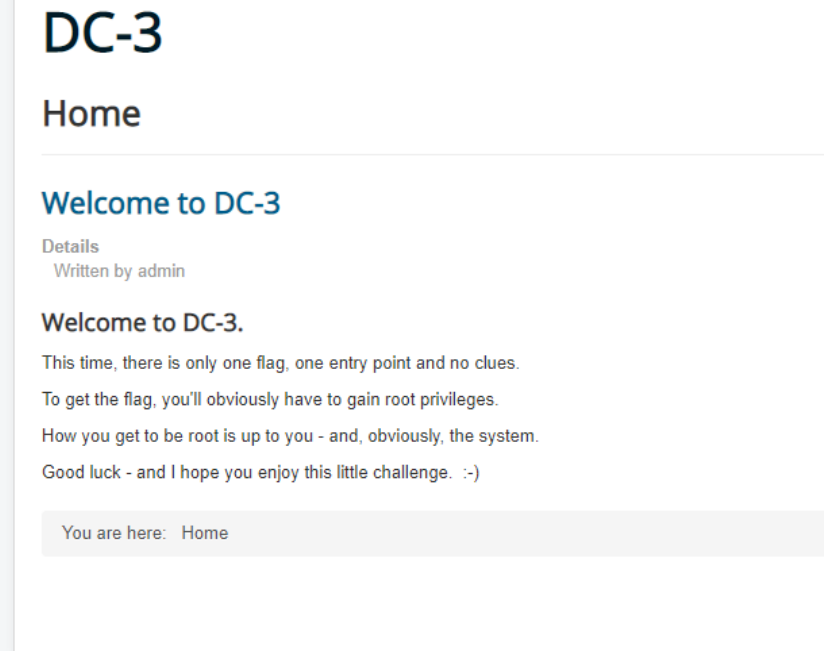 DC-3
Home
Welcome to DC-3
Details
Written by admin
Welcome to DC-3.
This time, there is only one flag, one entry point and no clues.
To get the flag, you'll obviously have to gain root privileges.
How you get to be root is up to you - and, obviously, the system.
Good luck - and I hope you enjoy this little challenge.  :-)
You are here:   Home